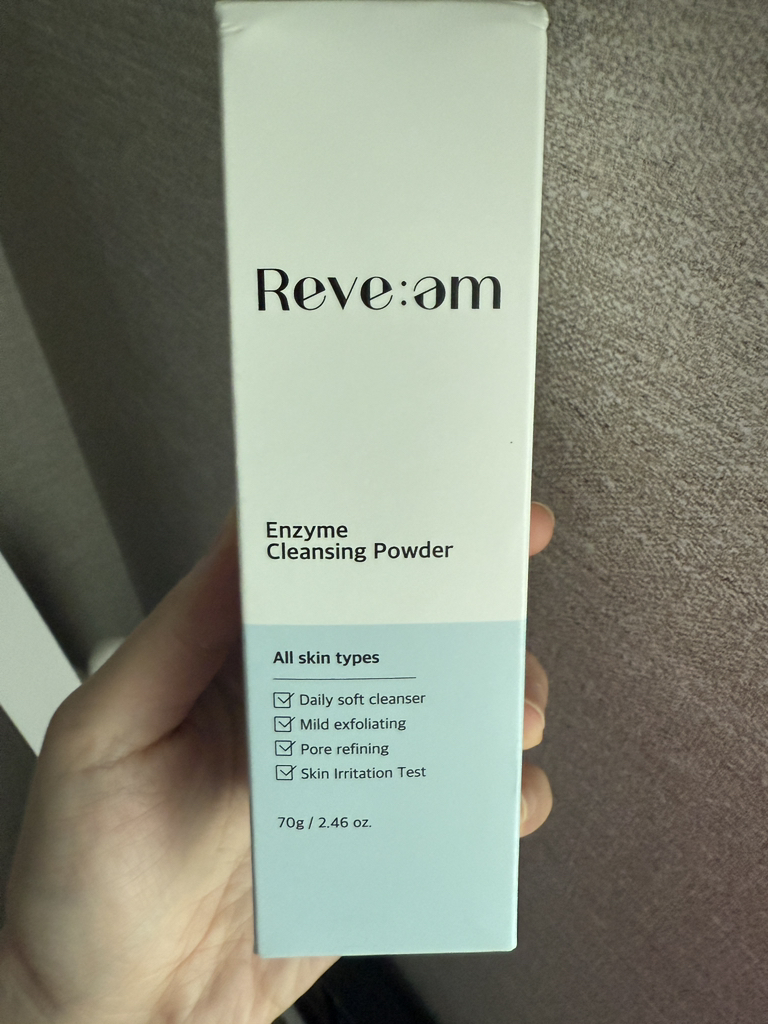 Reve:am
Enzyme
Cleansing Powder
All skin types
Daily soft cleanser
Mild exfoliating
Pore refining
Skin Irritation Test
70g / 2.46 oz.